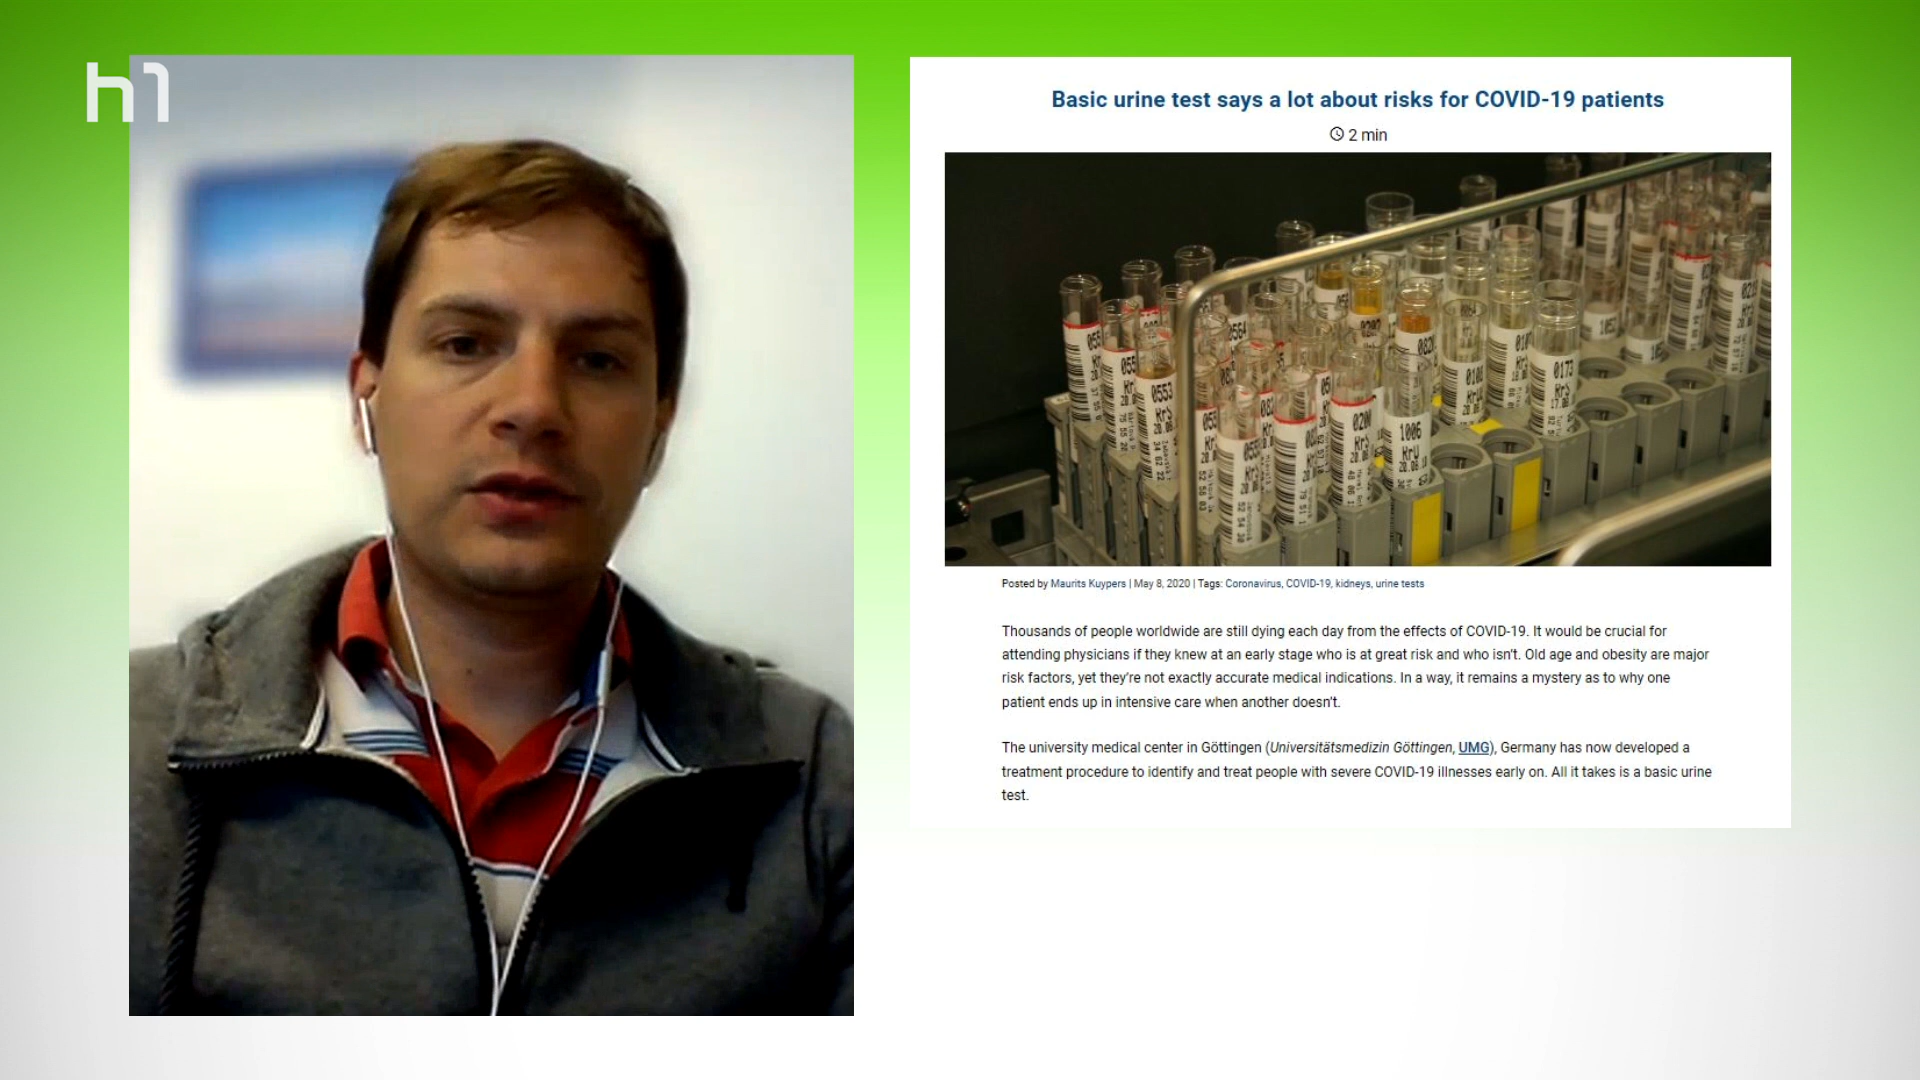 h1
Basic urine test says a lot about risks for COVID-19 patients
2 min
0553
0200
1006
KrU
0173
Posted by Maurits Kuypers | May 8, 2020 | Tags: Coronavirus, COVID-19, kidneys, urine tests
Thousands of people worldwide are still dying each day from the effects of COVID-19. It would be crucial for
attending physicians if they knew at an early stage who is at great risk and who isn't. Old age and obesity are major
risk factors, yet they're not exactly accurate medical indications. In a way, it remains a mystery as to why one
patient ends up in intensive care when another doesn't.
The university medical center in Göttingen (Universitätsmedizin Göttingen, UMG), Germany has now developed a
treatment procedure to identify and treat people with severe COVID-19 illnesses early on. All it takes is a basic urine
test.